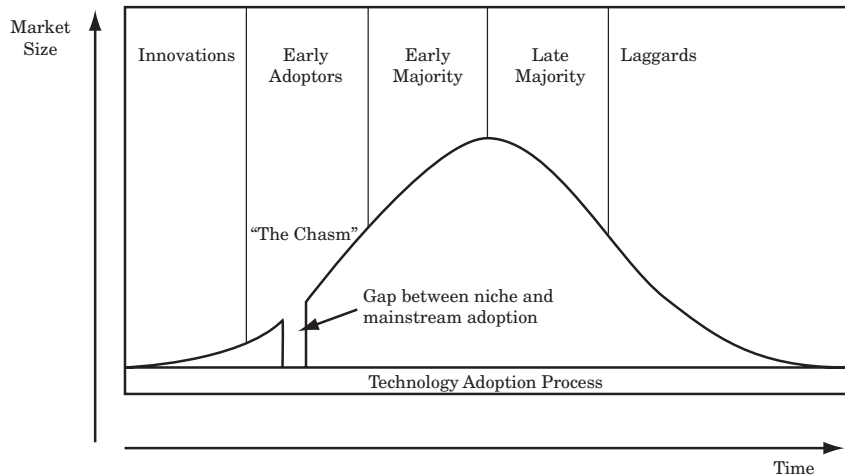 Market
Size
Innovations
Early
Adoptors
Early
Majority
Late
Majority
Laggards
“The Chasm”
Gap between niche and
mainstream adoption
Technology Adoption Process
Time